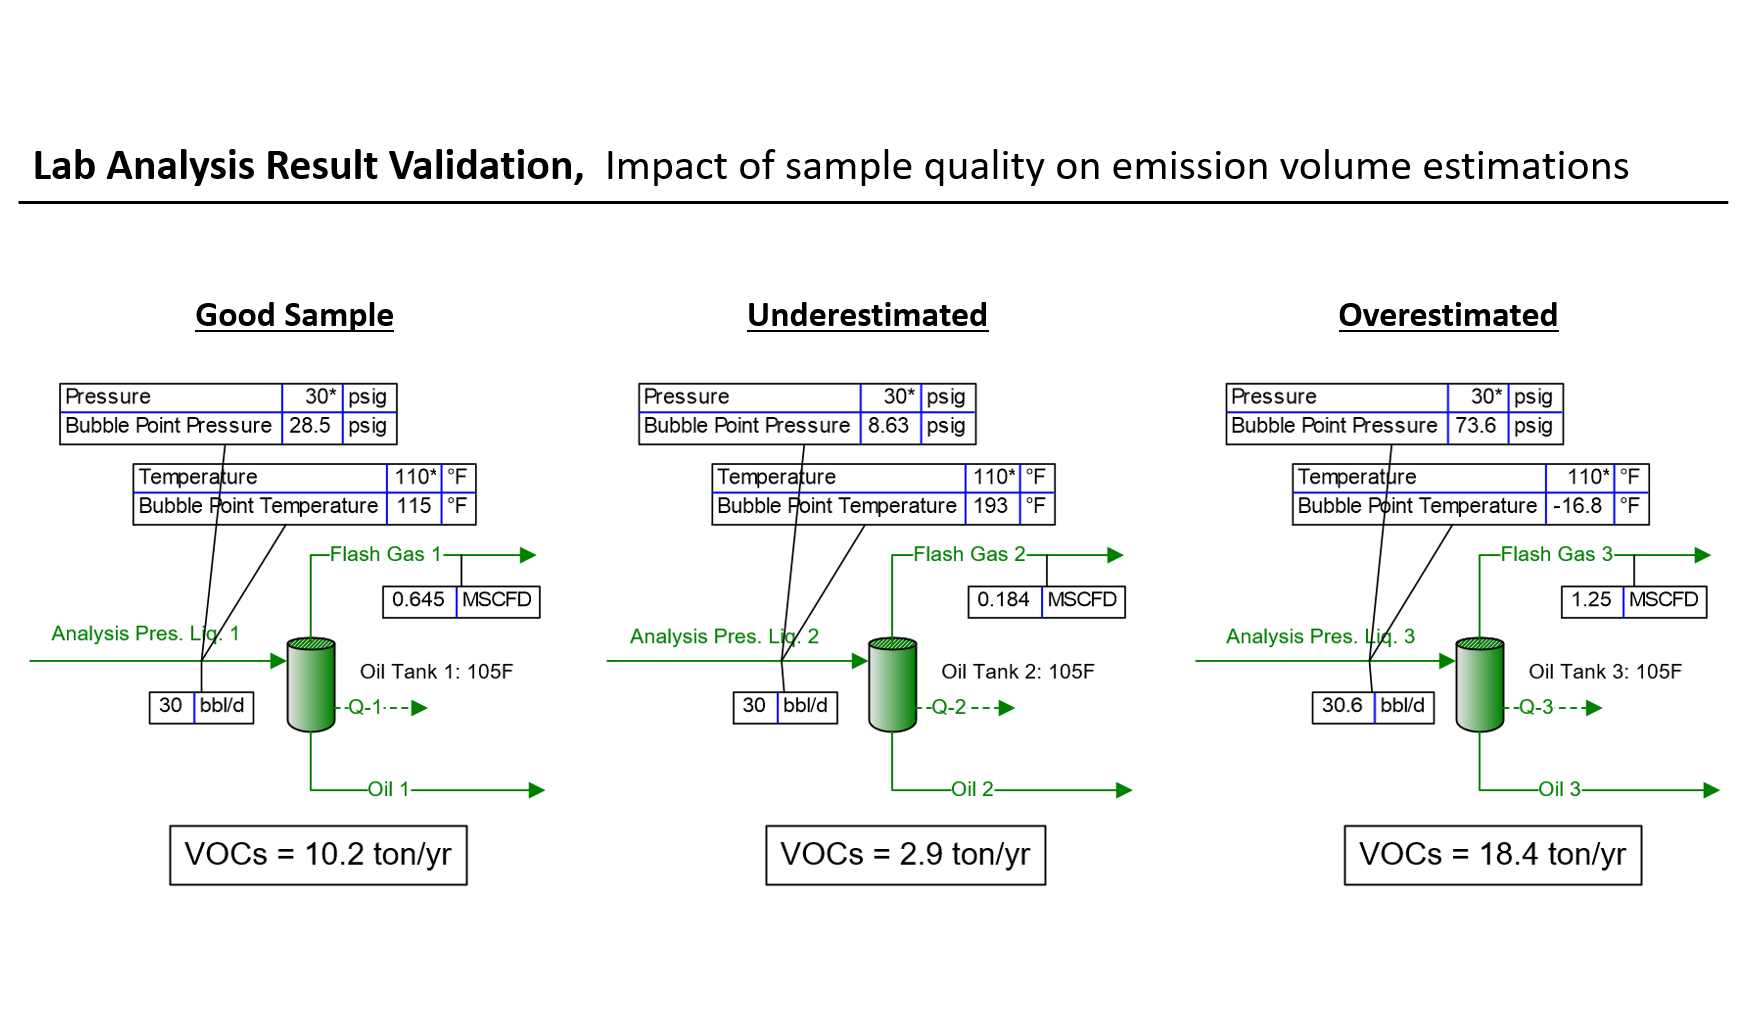 Lab Analysis Result Validation, Impact of sample quality on emission volume estimations
Good Sample
Pressure 30* psig
Bubble Point Pressure 28.5 psig
Temperature 110* °F
Bubble Point Temperature 115 °F
Flash Gas 1
0.645 MSCFD
Analysis Pres. Liq. 1
Oil Tank 1: 105F
30 bbl/d
Q-1
Oil 1
VOCs = 10.2 ton/yr
Underestimated
Pressure 30* psig
Bubble Point Pressure 8.63 psig
Temperature 110* °F
Bubble Point Temperature 193 °F
Flash Gas 2
0.184 MSCFD
Analysis Pres. Liq. 2
Oil Tank 2: 105F
30 bbl/d
Q-2
Oil 2
VOCs = 2.9 ton/yr
Overestimated
Pressure 30* psig
Bubble Point Pressure 73.6 psig
Temperature 110* °F
Bubble Point Temperature -16.8 °F
Flash Gas 3
1.25 MSCFD
Analysis Pres. Liq. 3
Oil Tank 3: 105F
30.6 bbl/d
Q-3
Oil 3
VOCs = 18.4 ton/yr